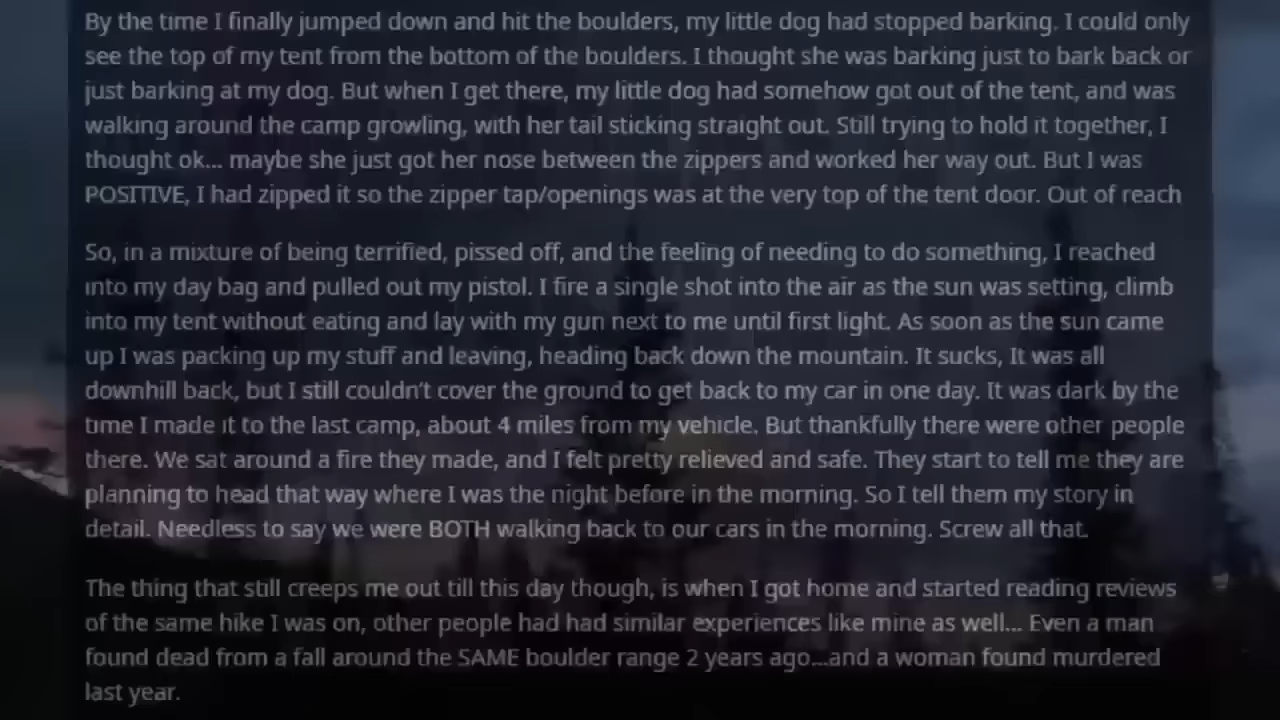 By the time I finally jumped down and hit the boulders, my little dog had stopped barking. I could only
see the top of my tent from the bottom of the boulders. I thought she was barking just to bark back or
just barking at my dog. But when I get there, my little dog had somehow got out of the tent, and was
walking around the camp growling, with her tail sticking straight out. Still trying to hold it together, I
thought ok... maybe she just got her nose between the zippers and worked her way out. But I was
POSITIVE, I had zipped it so the zipper tap/openings was at the very top of the tent door. Out of reach
So, in a mixture of being terrified, pissed off, and the feeling of needing to do something, I reached
into my day bag and pulled out my pistol. I fire a single shot into the air as the sun was setting, climb
into my tent without eating and lay with my gun next to me until first light. As soon as the sun came
up I was packing up my stuff and leaving, heading back down the mountain. It sucks, It was all
downhill back, but I still couldn't cover the ground to get back to my car in one day. It was dark by the
time I made it to the last camp, about 4 miles from my vehicle. But thankfully there were other people
there. We sat around a fire they made, and I felt pretty relieved and safe. They start to tell me they are
planning to head that way where I was the night before in the morning. So I tell them my story in
detail. Needless to say we were BOTH walking back to our cars in the morning. Screw all that.
The thing that still creeps me out till this day though, is when I got home and started reading reviews
of the same hike I was on, other people had had similar experiences like mine as well... Even a man
found dead from a fall around the SAME boulder range 2 years ago...and a woman found murdered
last year.